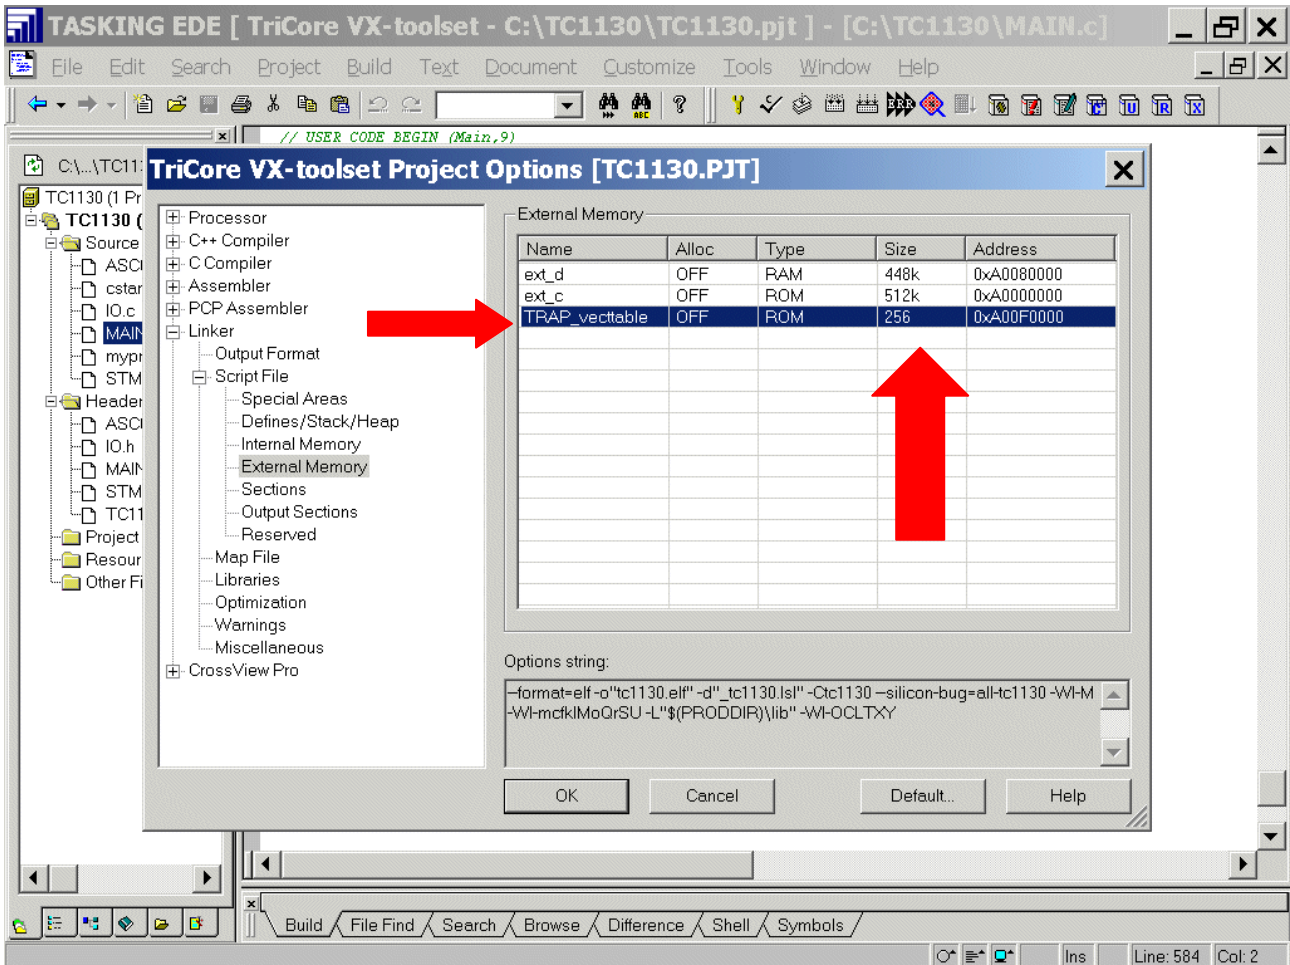 TASKING EDE [ TriCore VX-toolset - C:\TC1130\TC1130.pjt ] - [C:\TC1130\MAIN.c]
File Edit Search Project Build Text Document Customize Tools Window Help
// USER CODE BEGIN (Main,9)
C:\...\TC11
TC1130 (1 Pr
TC1130 (
Source
ASC
cstar
IO.c
MAIN
mypr
STM
Header
ASC
IO.h
MAIN
STM
TC11
Project
Resour
Other Fi
TriCore VX-toolset Project Options [TC1130.PJT]
Processor
C++ Compiler
C Compiler
Assembler
PCP Assembler
Linker
Output Format
Script File
Special Areas
Defines/Stack/Heap
Internal Memory
External Memory
Sections
Output Sections
Reserved
Map File
Libraries
Optimization
Warnings
Miscellaneous
CrossView Pro
External Memory
Name Alloc Type Size Address
ext_d OFF RAM 448k 0xA0080000
ext_c OFF ROM 512k 0xA0000000
TRAP_vecttable OFF ROM 256 0xA00F0000
Options string:
--format=elf -o"tc1130.elf" -d"_tc1130.lsl" -Ctc1130 --silicon-bug=all-tc1130 -Wl-M
-Wl-mcfklMoQrSU -L"$(PRODDIR)\lib" -Wl-OCLTXY
OK Cancel Default... Help
Build File Find Search Browse Difference Shell Symbols
Ins Line: 584 Col: 2